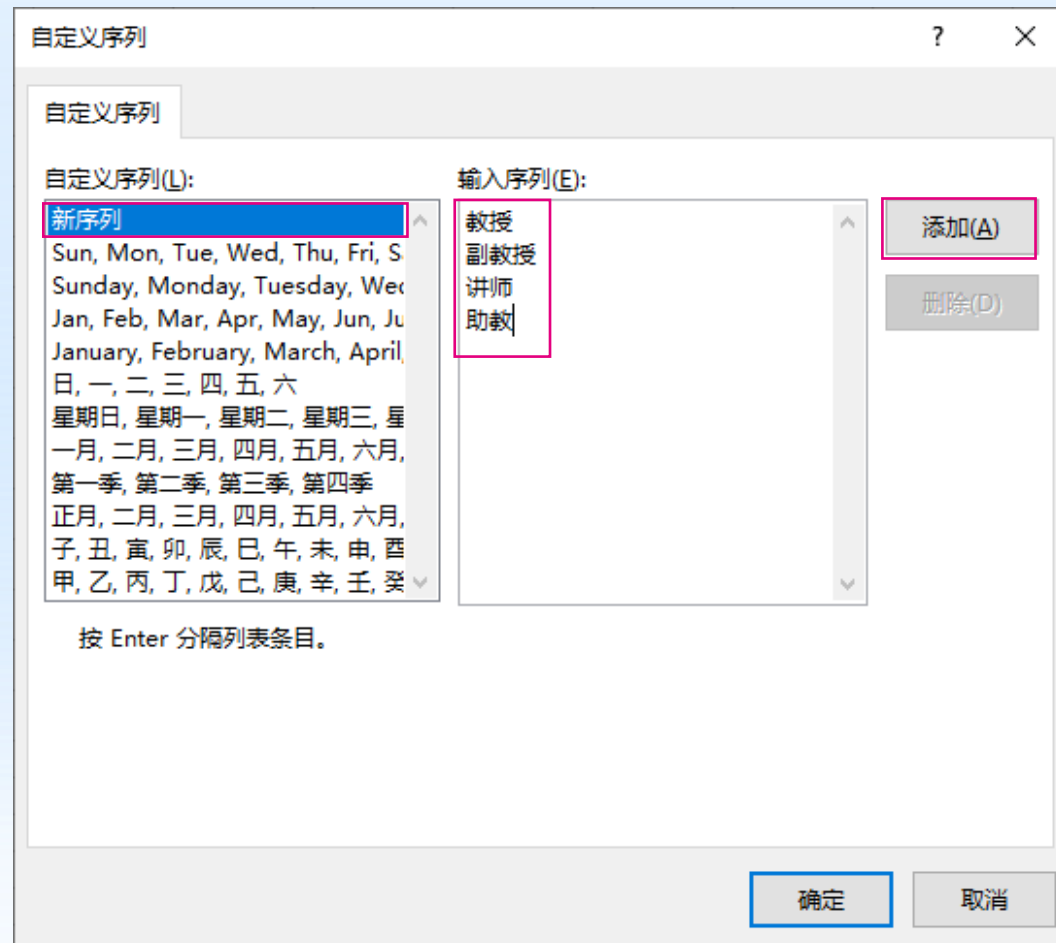 自定义序列
?
自定义序列
自定义序列(L):
输入序列(E):
新序列
Sun, Mon, Tue, Wed, Thu, Fri, S
Sunday, Monday, Tuesday, Wed
Jan, Feb, Mar, Apr, May, Jun, Ju
January, February, March, April,
日, 一, 二, 三, 四, 五, 六
星期日, 星期一, 星期二, 星期三, 星
一月, 二月, 三月, 四月, 五月, 六月,
第一季, 第二季, 第三季, 第四季
正月, 二月, 三月, 四月, 五月, 六月,
子, 丑, 寅, 卯, 辰, 巳, 午, 未, 申, 酉
甲, 乙, 丙, 丁, 戊, 己, 庚, 辛, 壬, 癸
教授
副教授
讲师
助教
添加(A)
删除(D)
按 Enter 分隔列表条目。
确定
取消